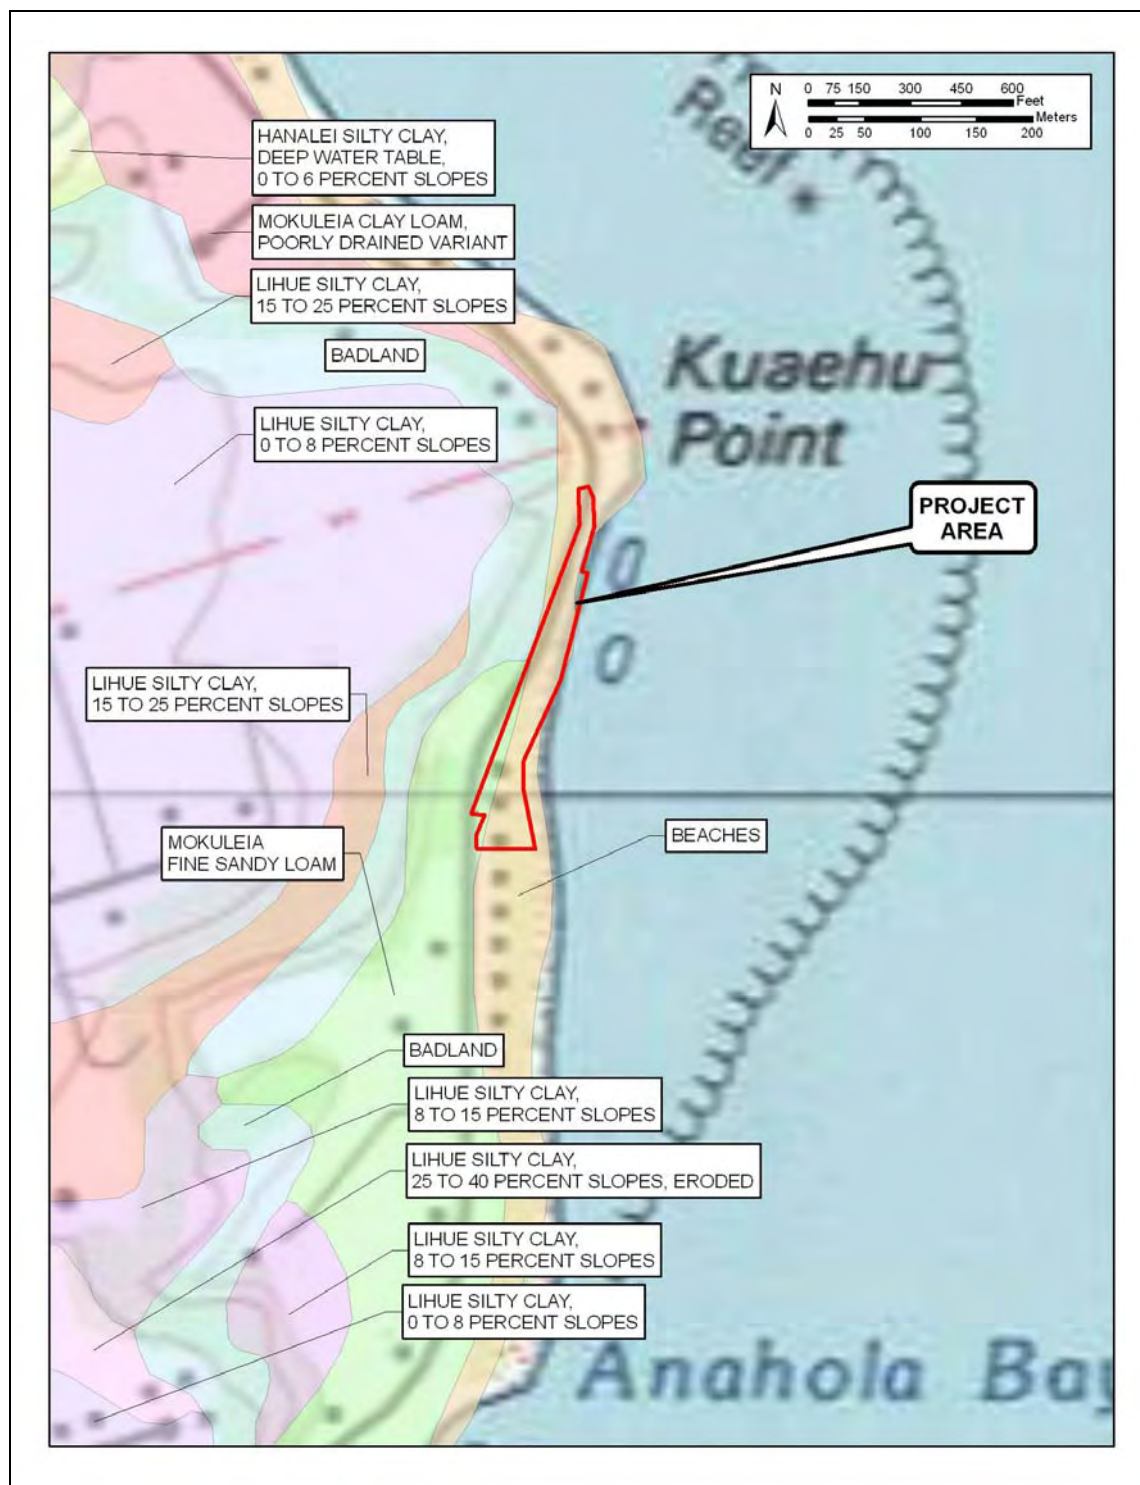 N
0 75 150 300 450 600
Feet
Meters
0 25 50 100 150 200
Reef
HANALEI SILTY CLAY,
DEEP WATER TABLE,
0 TO 6 PERCENT SLOPES
MOKULEIA CLAY LOAM,
POORLY DRAINED VARIANT
LIHUE SILTY CLAY,
15 TO 25 PERCENT SLOPES
BADLAND
Kuaehu
Point
LIHUE SILTY CLAY,
0 TO 8 PERCENT SLOPES
PROJECT
AREA
0
0
LIHUE SILTY CLAY,
15 TO 25 PERCENT SLOPES
MOKULEIA
FINE SANDY LOAM
BEACHES
BADLAND
LIHUE SILTY CLAY,
8 TO 15 PERCENT SLOPES
LIHUE SILTY CLAY,
25 TO 40 PERCENT SLOPES, ERODED
LIHUE SILTY CLAY,
8 TO 15 PERCENT SLOPES
LIHUE SILTY CLAY,
0 TO 8 PERCENT SLOPES
Anahola Bay